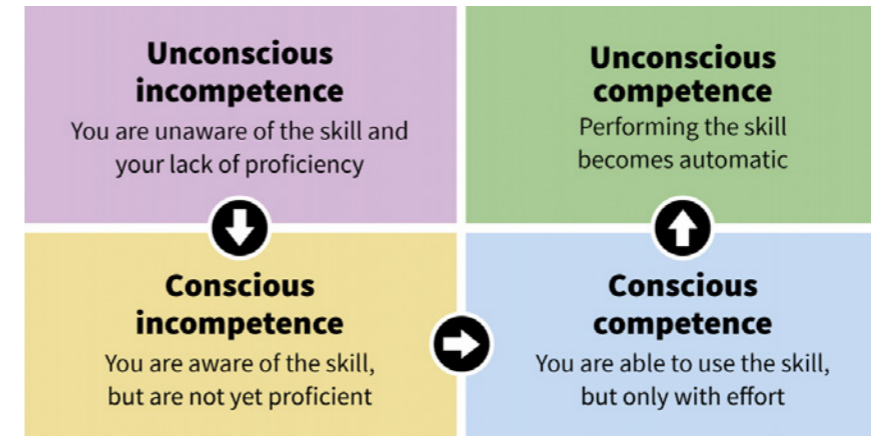 Unconscious
incompetence
You are unaware of the skill and
your lack of proficiency
Unconscious
competence
Performing the skill
becomes automatic
Conscious
incompetence
You are aware of the skill,
but are not yet proficient
Conscious
competence
You are able to use the skill,
but only with effort